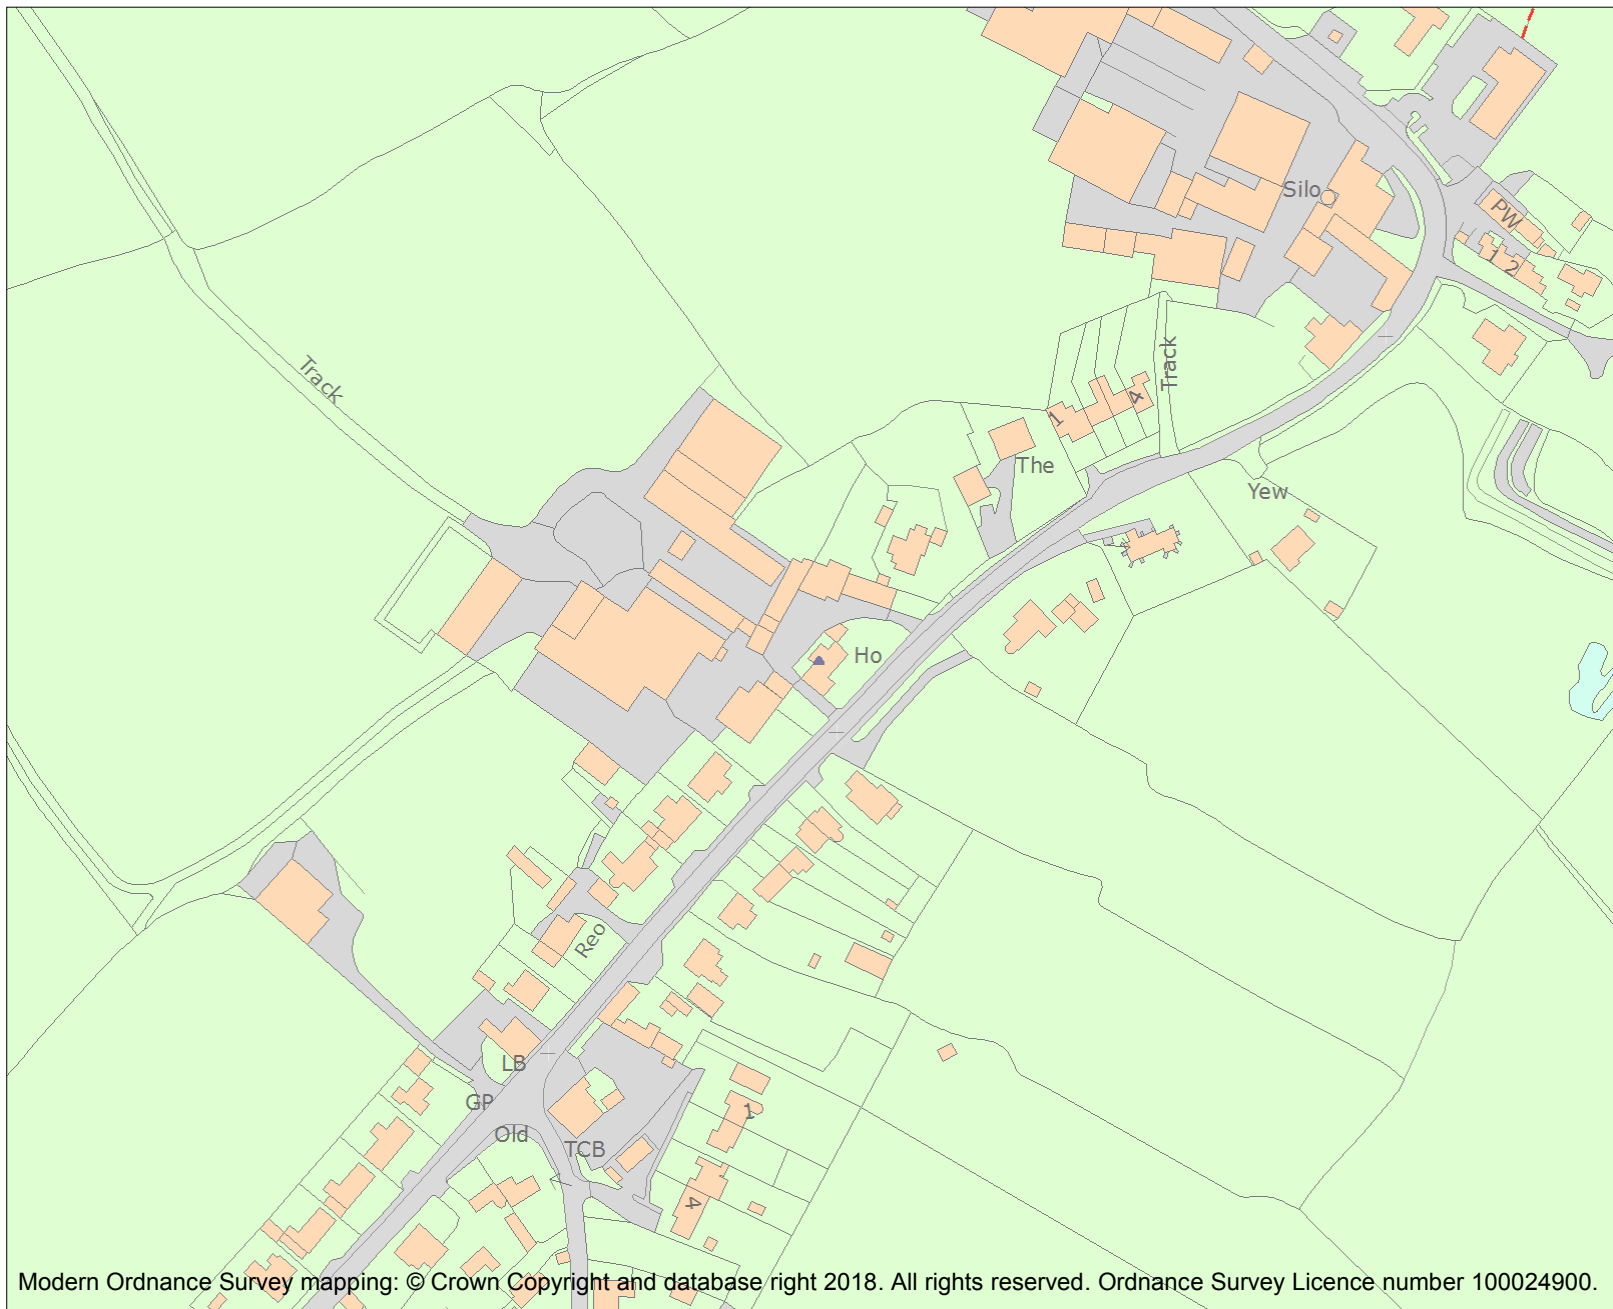 Silo
PW
1 2
Track
Track
1
4
The
Yew
Ho
Reo
LB
GP
Old
TCB
1
4
Modern Ordnance Survey mapping: © Crown Copyright and database right 2018. All rights reserved. Ordnance Survey Licence number 100024900.